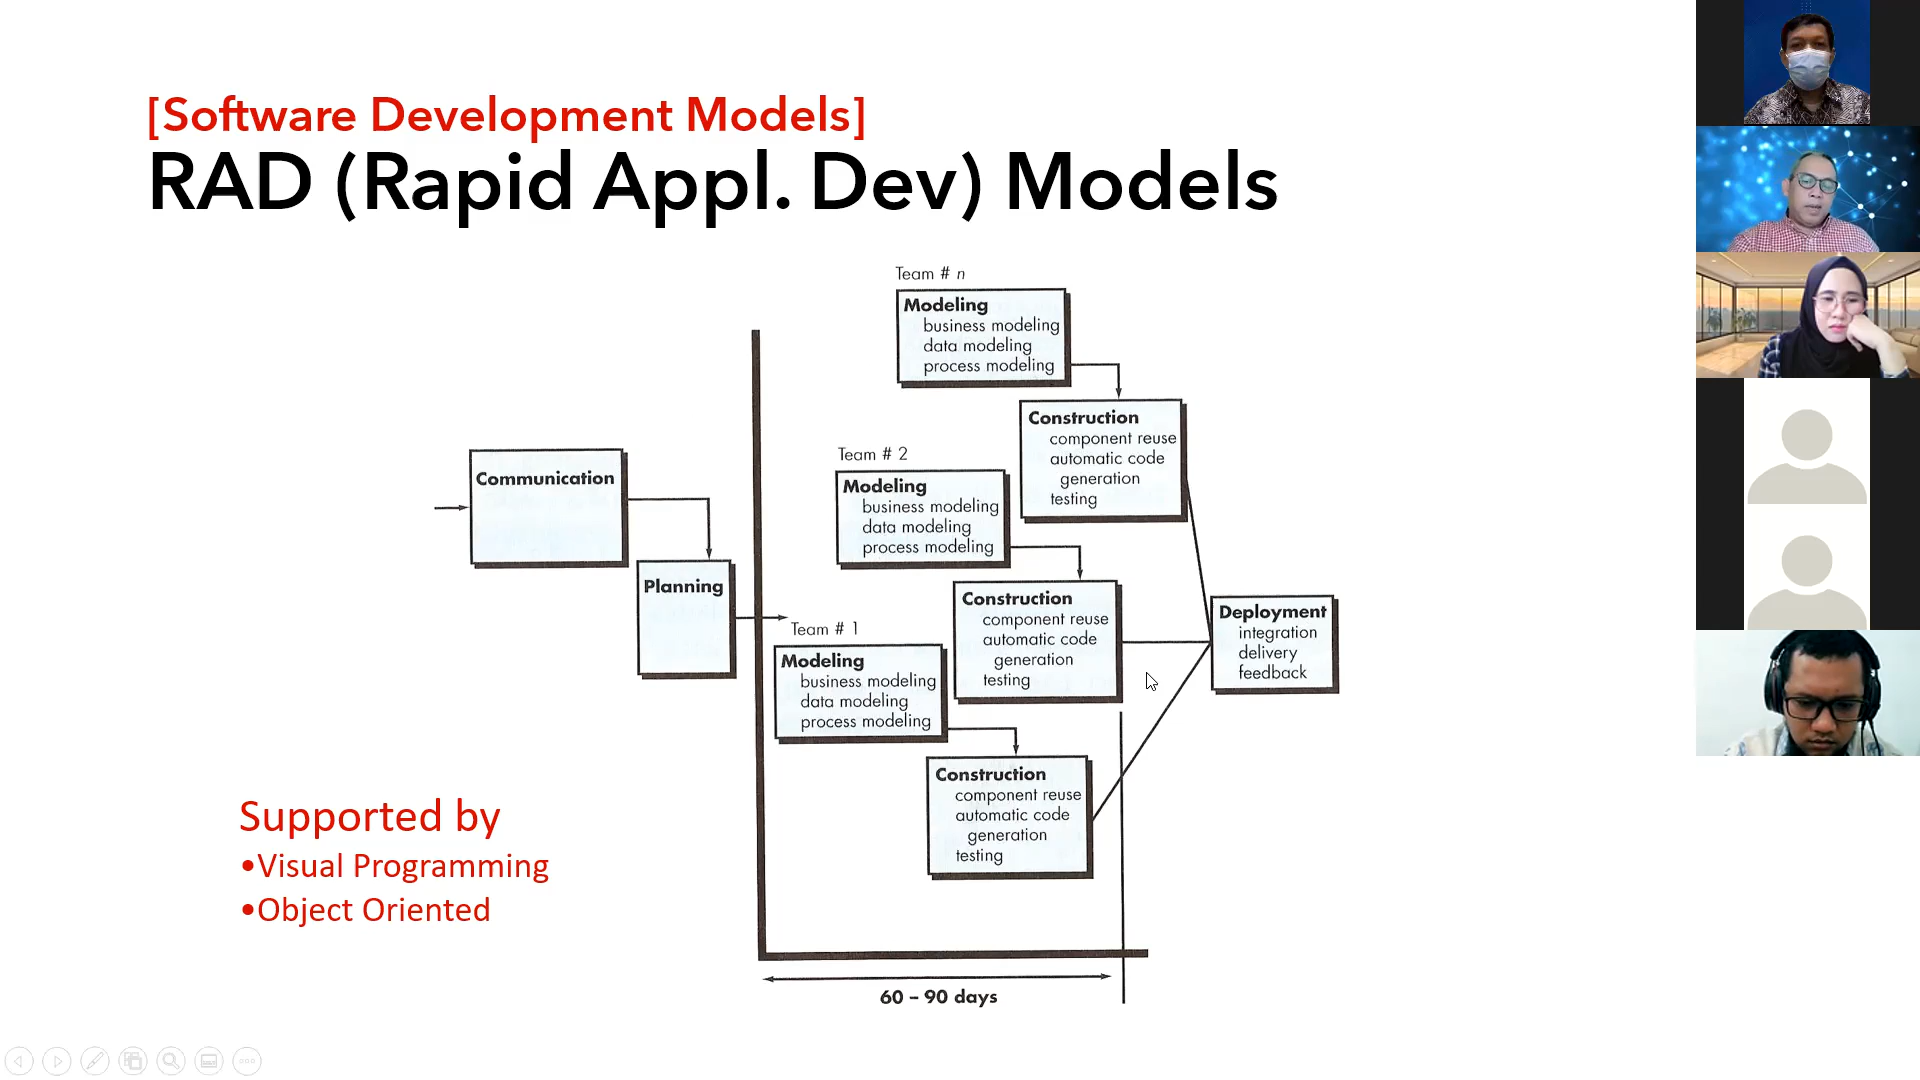 [Software Development Models]
RAD (Rapid Appl. Dev) Models
Team # n
Modeling
business modeling
data modeling
process modeling
Construction
component reuse
automatic code
generation
testing
Team # 2
Modeling
business modeling
data modeling
process modeling
Construction
component reuse
automatic code
generation
testing
Communication
Planning
Team # 1
Modeling
business modeling
data modeling
process modeling
Construction
component reuse
automatic code
generation
testing
Deployment
integration
delivery
feedback
Supported by
•Visual Programming
•Object Oriented
60 – 90 days